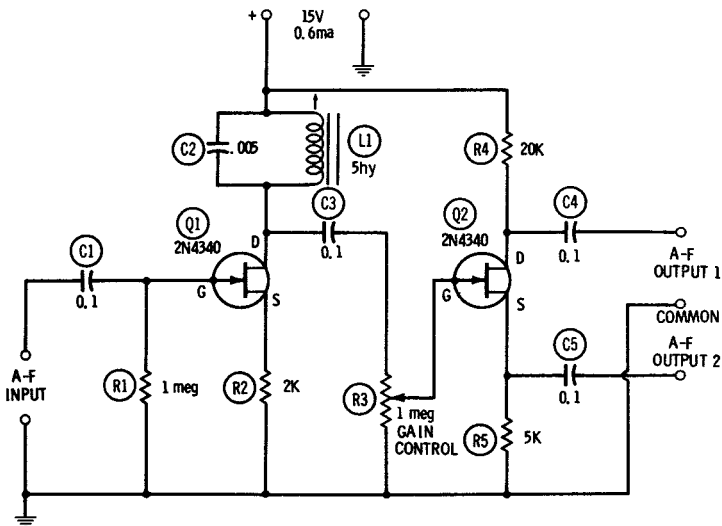 +
15V
0.6ma
C2
.005
L1
5hy
R4
20K
C3
0.1
Q1
2N4340
D
G
S
Q2
2N4340
D
G
S
C4
0.1
A-F
OUTPUT 1
COMMON
A-F
OUTPUT 2
C1
0.1
C5
0.1
A-F
INPUT
R1
1 meg
R2
2K
R3
1 meg
GAIN
CONTROL
R5
5K